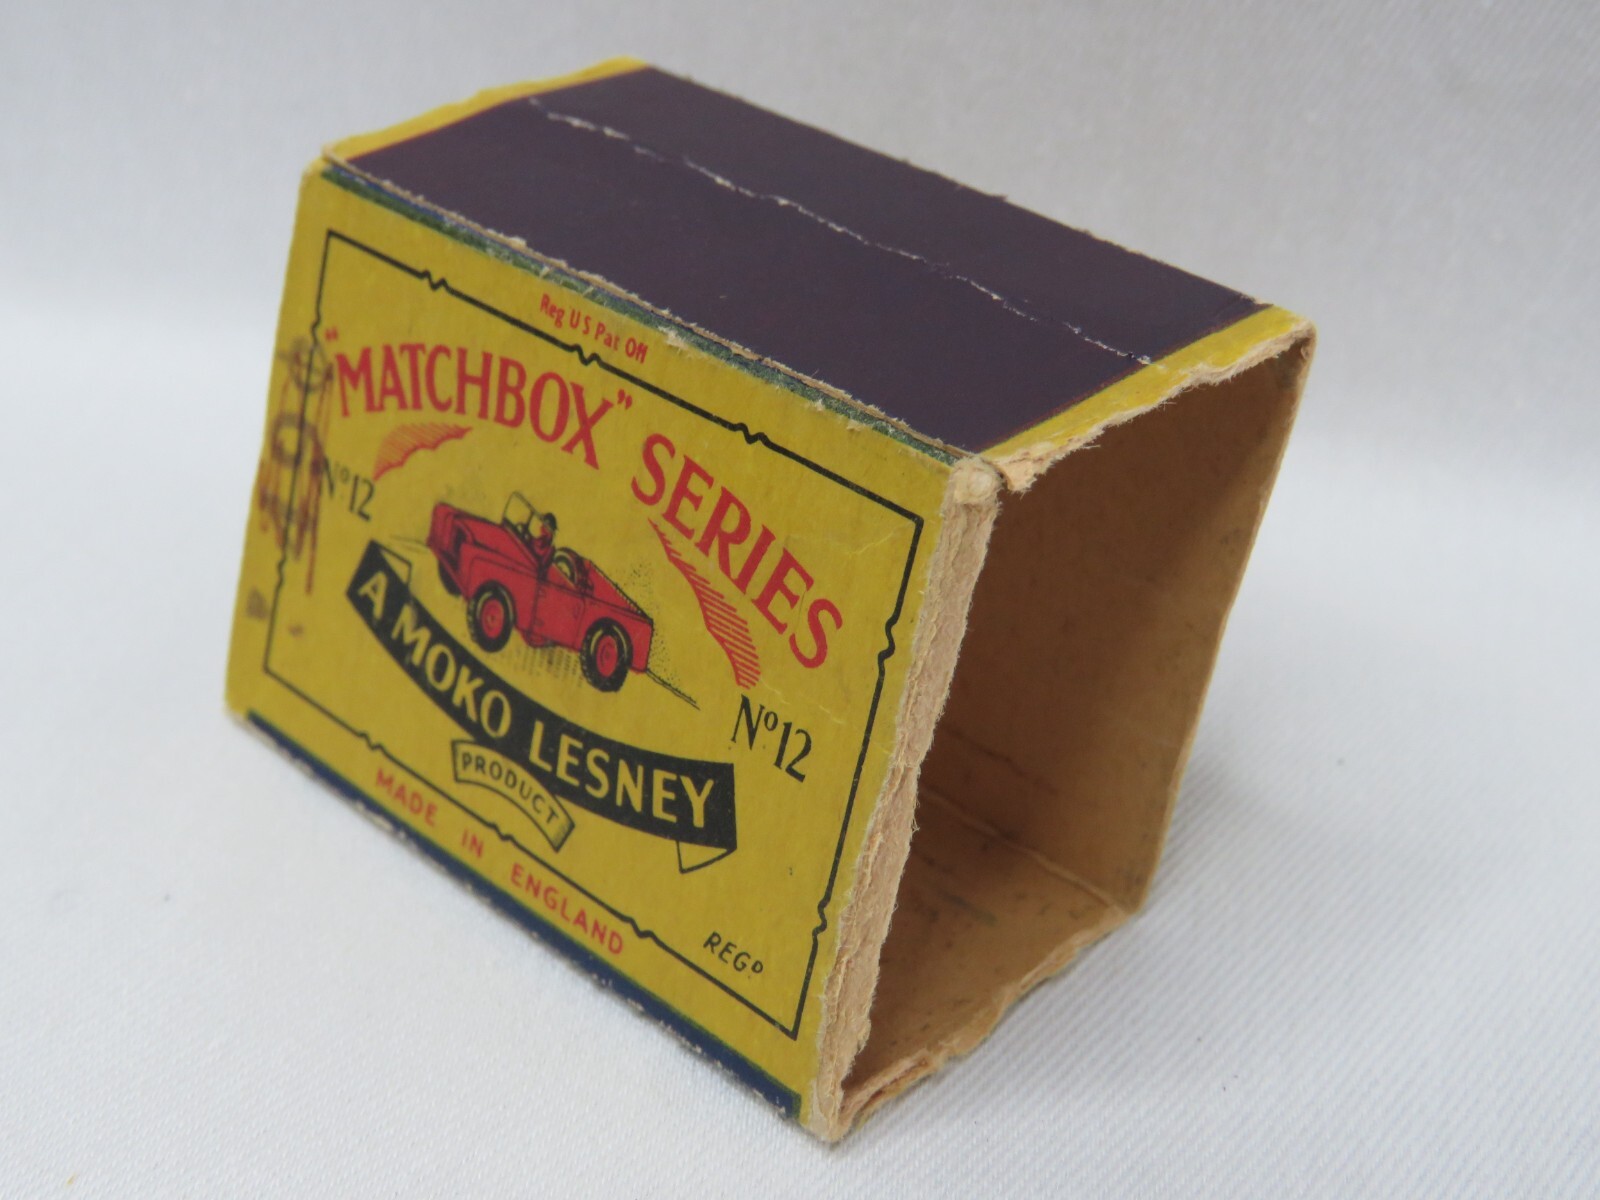 Reg U S Pat Off
"MATCHBOX" SERIES
Nº12
Nº12
A MOKO LESNEY
PRODUCT
MADE IN ENGLAND
REGD